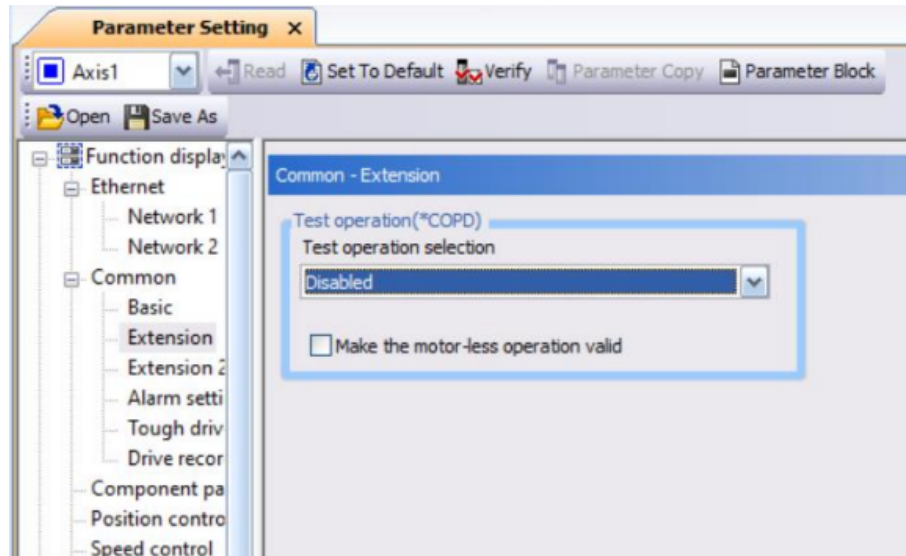 Parameter Setting
Axis1 Read Set To Default Verify Parameter Copy Parameter Block
Open Save As
Function display
Ethernet
Network 1
Network 2
Common
Basic
Extension
Extension 2
Alarm setti
Tough driv
Drive recor
Component pa
Position contro
Speed control
Common - Extension
Test operation(*COPD)
Test operation selection
Disabled
Make the motor-less operation valid